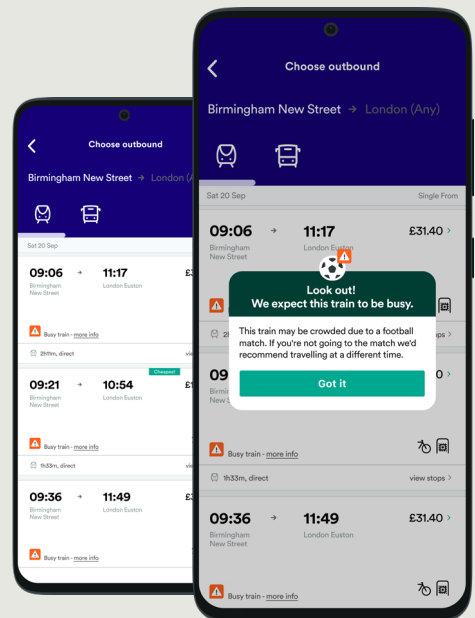 Choose outbound
Birmingham New Street → London (A
Sat 20 Sep
09:06 → 11:17 £3
Birmingham London Euston
New Street
Busy train - more info
2h11m, direct vie
Cheapest
09:21 → 10:54 £1
Birmingham London Euston
New Street
Busy train - more info
1h33m, direct vie
09:36 → 11:49 £3
Birmingham London Euston
New Street
Busy train - more info
Choose outbound
Birmingham New Street → London (Any)
Sat 20 Sep Single From
09:06 → 11:17 £31.40 >
Birmingham London Euston
New Street
Look out!
We expect this train to be busy.
This train may be crowded due to a football
match. If you're not going to the match we'd
recommend travelling at a different time.
Got it
Busy train - more info
1h33m, direct view stops >
09:36 → 11:49 £31.40 >
Birmingham London Euston
New Street
Busy train - more info